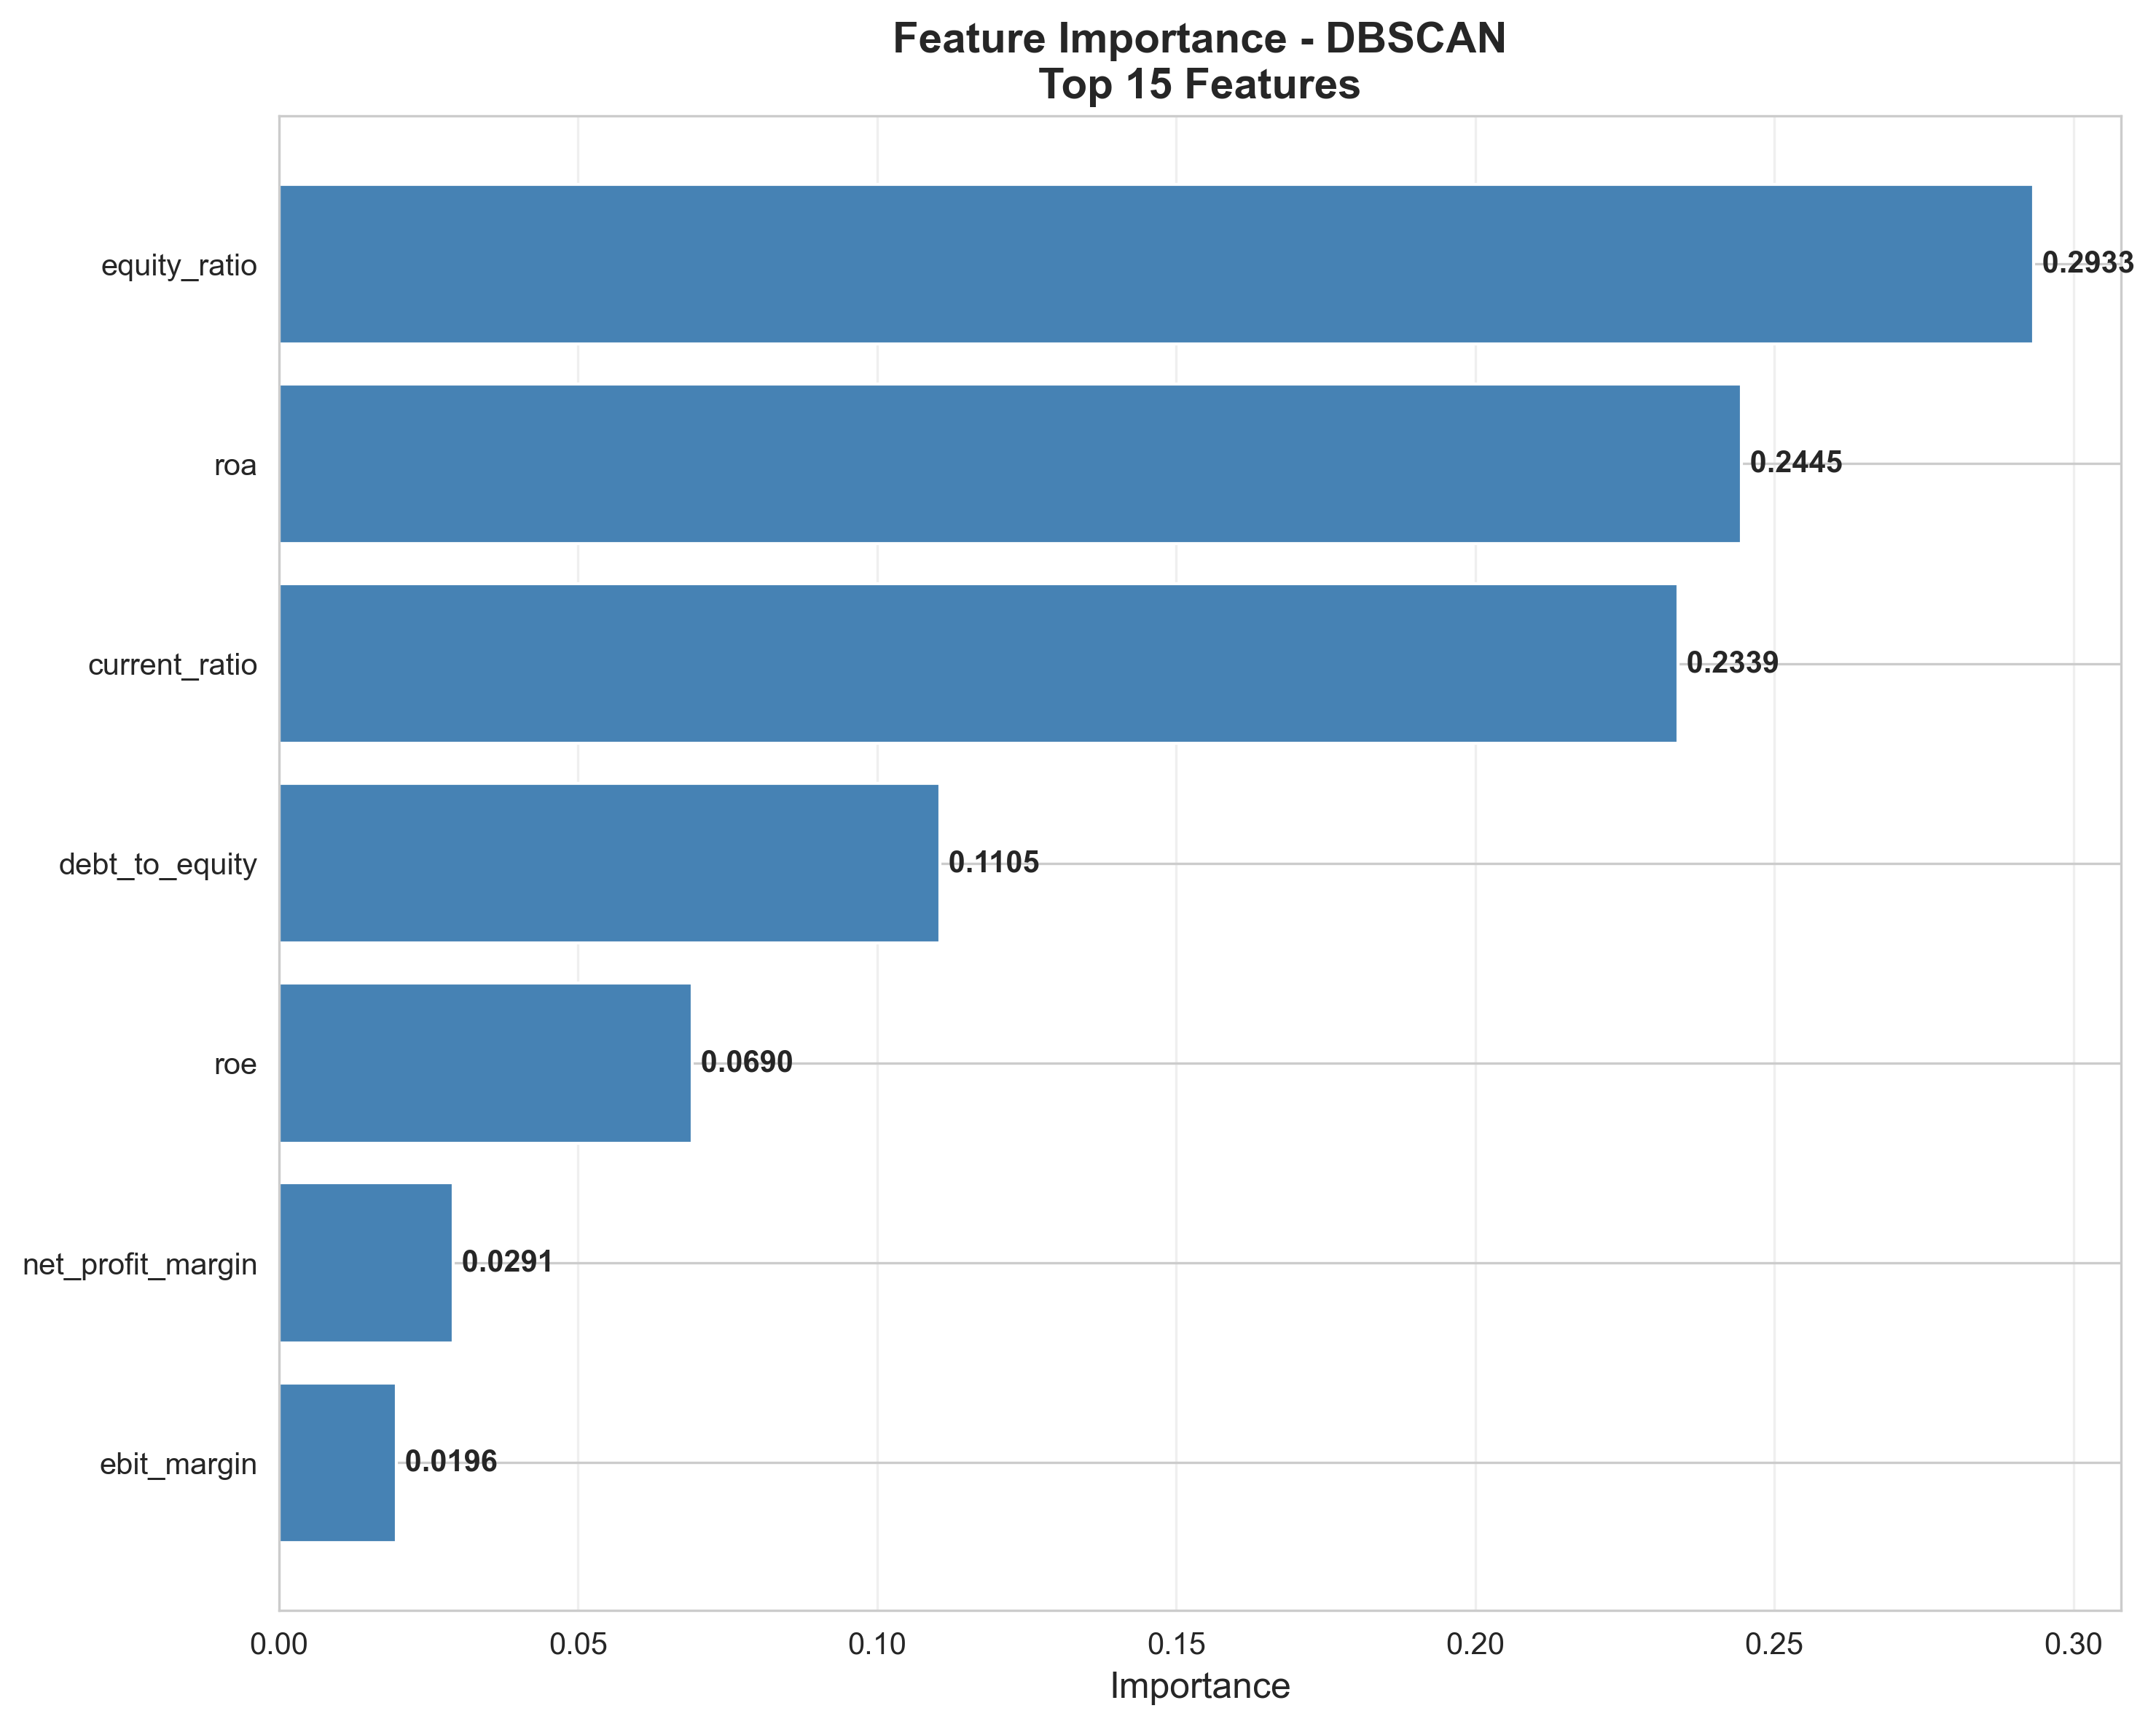 Feature Importance - DBSCAN
Top 15 Features
equity_ratio
0.2933
roa
0.2445
current_ratio
0.2339
debt_to_equity
0.1105
roe
0.0690
net_profit_margin
0.0291
ebit_margin
0.0196
0.00 0.05 0.10 0.15 0.20 0.25 0.30
Importance